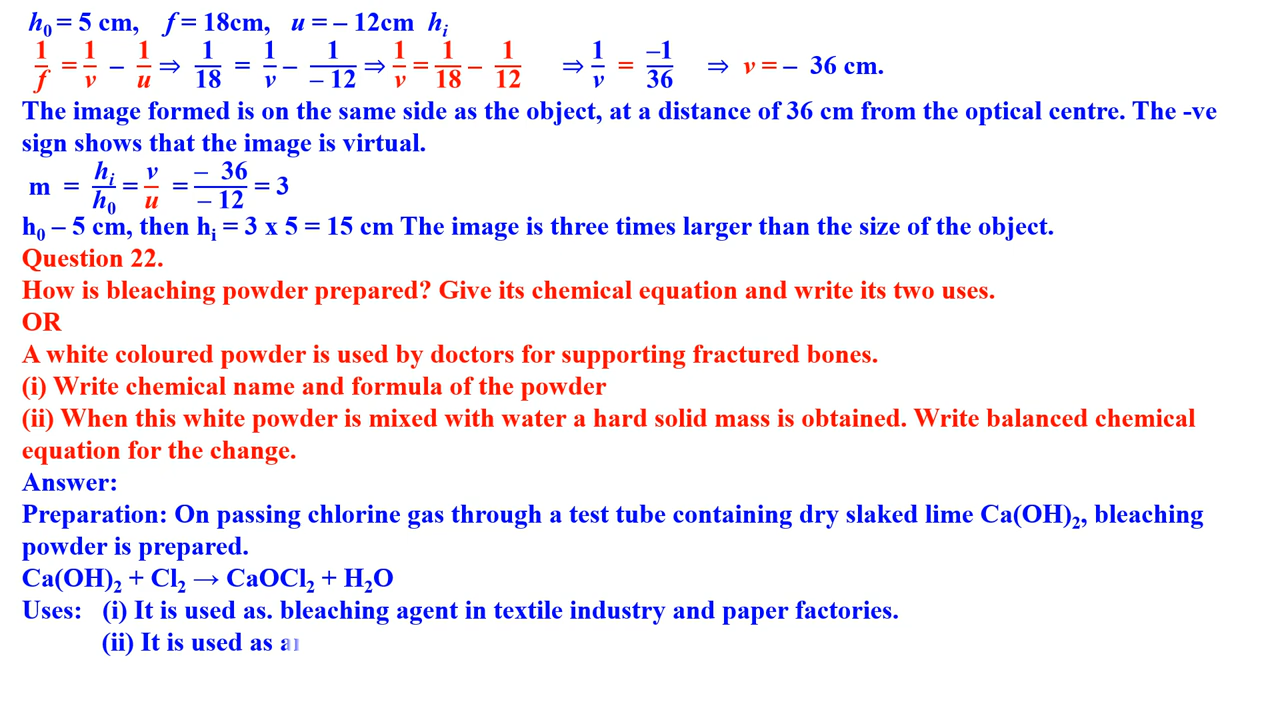 h₀ = 5 cm, f = 18cm, u = – 12cm hᵢ
1/f = 1/v – 1/u ⇒ 1/18 = 1/v – 1/– 12 ⇒ 1/v = 1/18 – 1/12 ⇒ 1/v = –1/36 ⇒ v = – 36 cm.
The image formed is on the same side as the object, at a distance of 36 cm from the optical centre. The -ve
sign shows that the image is virtual.
m = hᵢ/h₀ = v/u = – 36/– 12 = 3
h₀ – 5 cm, then hᵢ = 3 x 5 = 15 cm The image is three times larger than the size of the object.
Question 22.
How is bleaching powder prepared? Give its chemical equation and write its two uses.
OR
A white coloured powder is used by doctors for supporting fractured bones.
(i) Write chemical name and formula of the powder
(ii) When this white powder is mixed with water a hard solid mass is obtained. Write balanced chemical
equation for the change.
Answer:
Preparation: On passing chlorine gas through a test tube containing dry slaked lime Ca(OH)₂, bleaching
powder is prepared.
Ca(OH)₂ + Cl₂ → CaOCl₂ + H₂O
Uses: (i) It is used as. bleaching agent in textile industry and paper factories.
(ii) It is used as